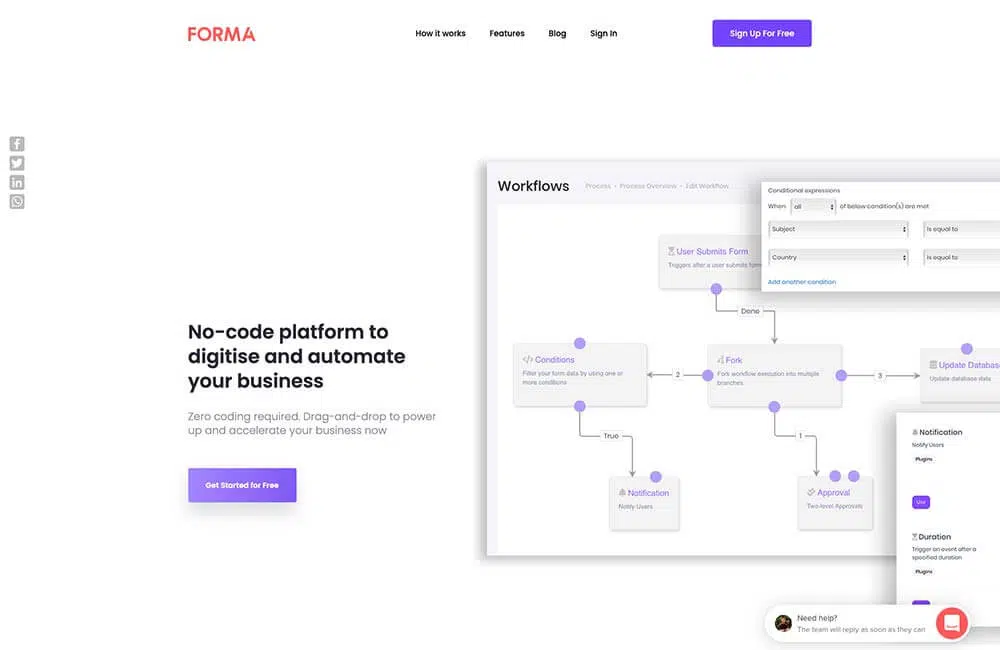 FORMA
How it works
Features
Blog
Sign In
Sign Up For Free
Workflows
Process • Process Overview • Edit Workflow
Conditional expressions
When all of below condition(s) are met
Subject
Is equal to
Country
Is equal to
Add another condition
User Submits Form
Triggers after a user submits form
Done
No-code platform to
digitise and automate
your business
Zero coding required. Drag-and-drop to power
up and accelerate your business now
Get Started for Free
</> Conditions
Filter your form data by using one or
more conditions
2
Fork
Fork workflow execution into multiple
branches.
3
Update Databas
Update database data
True
1
Notification
Notify Users
Approval
Two-level Approvals
Notification
Notify Users
Plugins
Use
Duration
Trigger an event after a
specified duration
Plugins
Need help?
The team will reply as soon as they can